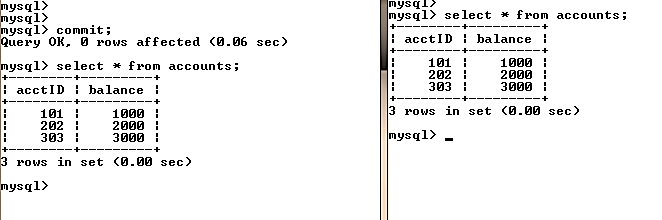 mysql>
mysql>
mysql> commit;
Query OK, 0 rows affected (0.06 sec)
mysql> select * from accounts;
+--------+---------+
| acctID | balance |
+--------+---------+
|    101 |    1000 |
|    202 |    2000 |
|    303 |    3000 |
+--------+---------+
3 rows in set (0.00 sec)
mysql>
mysql>
mysql> select * from accounts;
+--------+---------+
| acctID | balance |
+--------+---------+
|    101 |    1000 |
|    202 |    2000 |
|    303 |    3000 |
+--------+---------+
3 rows in set (0.00 sec)
mysql> _